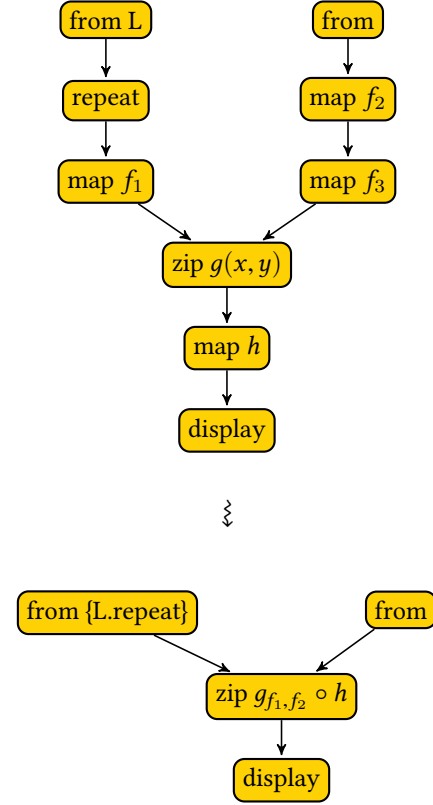 from L from
repeat map f₂
map f₁ map f₃
zip g(x, y)
map h
display
from {L.repeat} from
zip g_{f₁,f₂} ∘ h
display